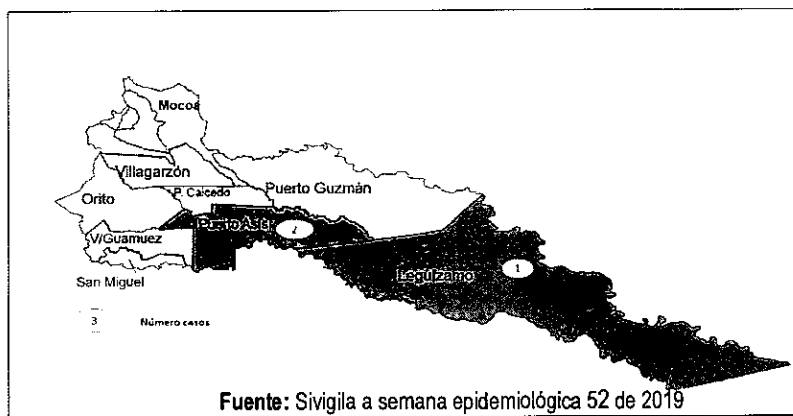 Mocoa
Villagarzón
P. Caicedo
Puerto Guzmán
Orito
Puerto Asís
V/Guamuez
Leguízamo
1
San Miguel
3 Número casos
Fuente: Sivigila a semana epidemiológica 52 de 2019